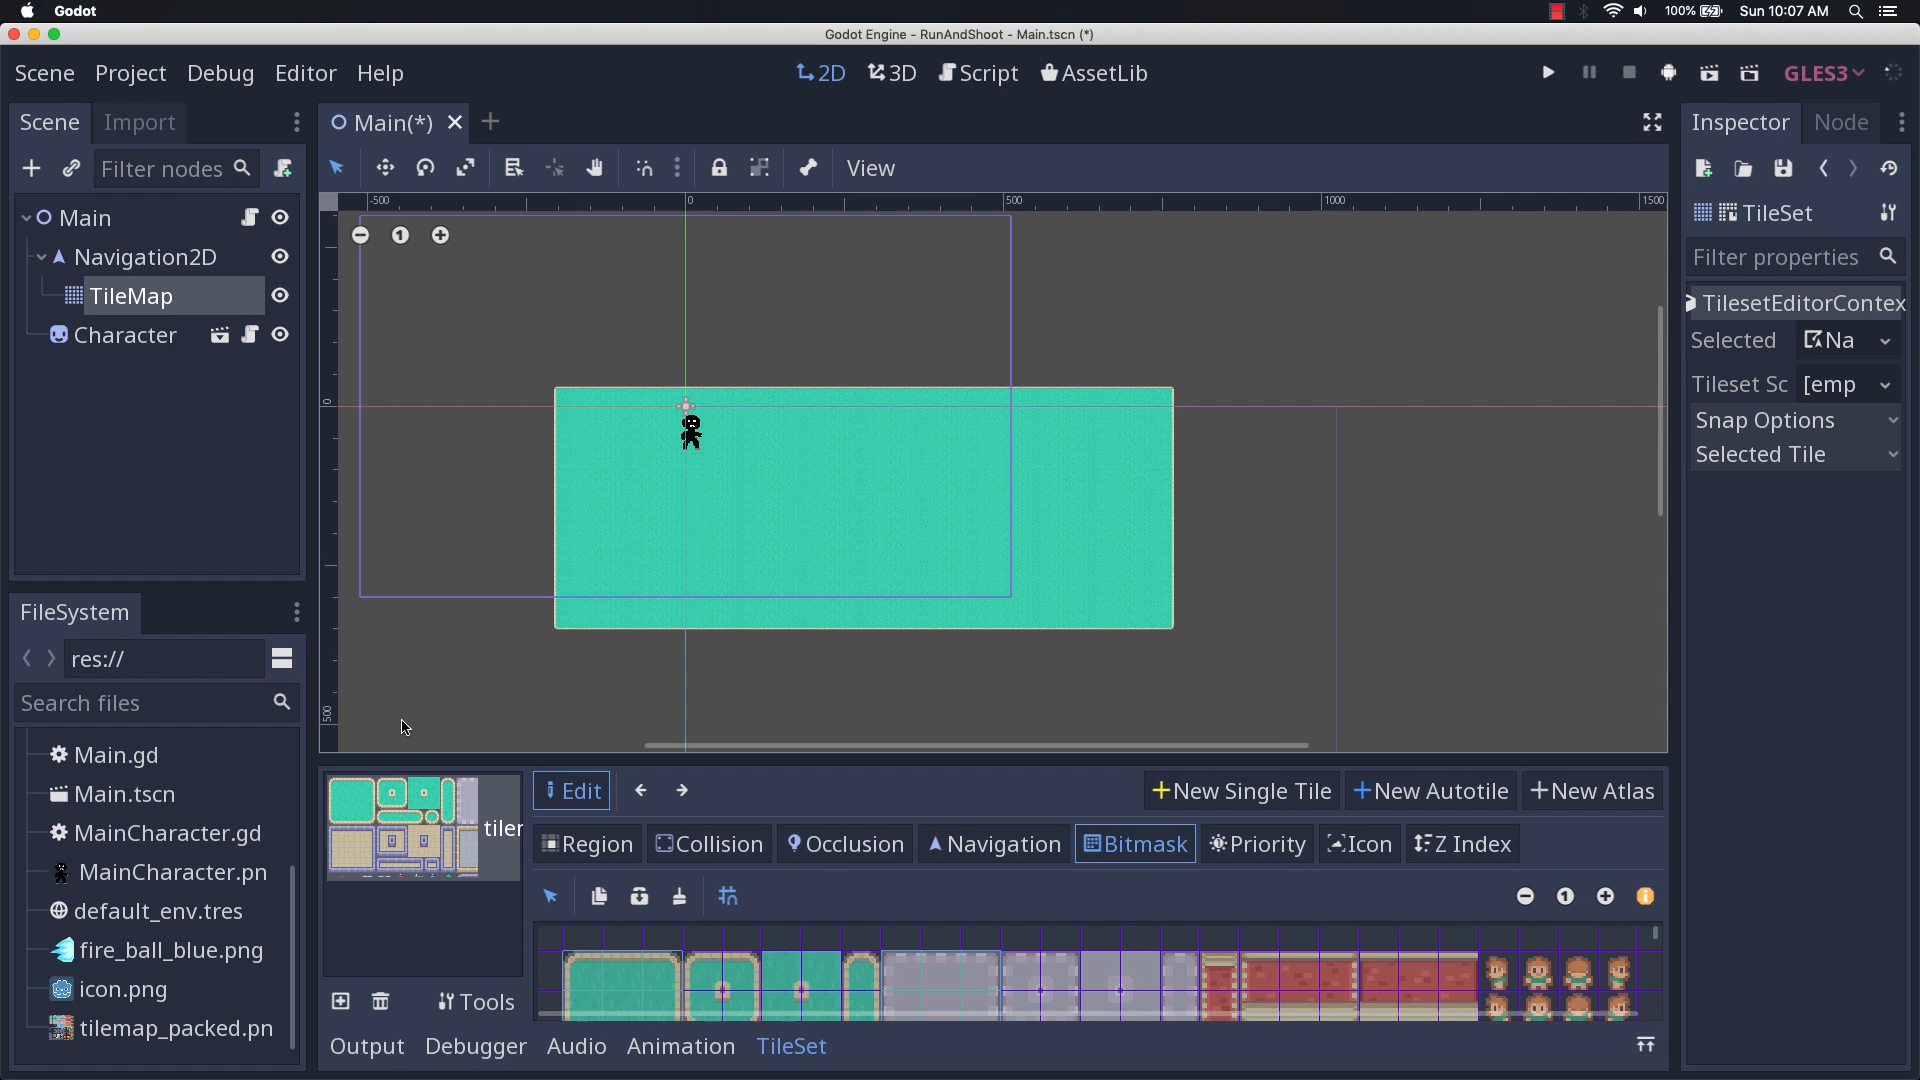 Godot
100%
Sun 10:07 AM
Godot Engine - RunAndShoot - Main.tscn (*)
Scene Project Debug Editor Help
2D 3D Script AssetLib
GLES3
Scene Import
Main(*)
Inspector Node
Filter nodes
View
TileSet
Filter properties
Main
Navigation2D
TileMap
Character
-500 0 500 1000 1500
0
500
1
TilesetEditorContex
Selected Na
Tileset Sc [emp
Snap Options
Selected Tile
FileSystem
res://
Search files
Main.gd
Main.tscn
MainCharacter.gd
MainCharacter.pn
default_env.tres
fire_ball_blue.png
icon.png
tilemap_packed.pn
tiler
Edit
New Single Tile New Autotile New Atlas
Region Collision Occlusion Navigation Bitmask Priority Icon Z Index
1
Tools
Output Debugger Audio Animation TileSet